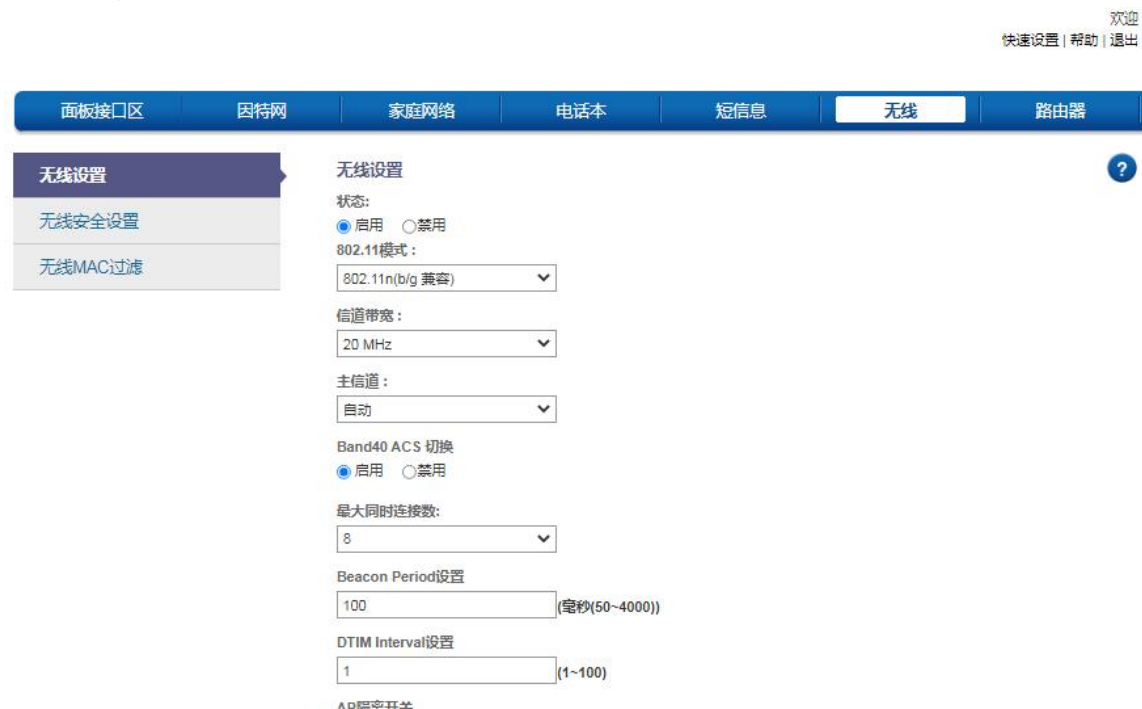 欢迎
快速设置 | 帮助 | 退出
面板接口区 因特网 家庭网络 电话本 短信息 无线 路由器
无线设置
无线安全设置
无线MAC过滤
无线设置
?
状态:
启用 禁用
802.11模式：
802.11n(b/g 兼容)
信道带宽：
20 MHz
主信道：
自动
Band40 ACS 切换
启用 禁用
最大同时连接数:
8
Beacon Period设置
100 (毫秒(50~4000))
DTIM Interval设置
1 (1~100)
AP隔离开关